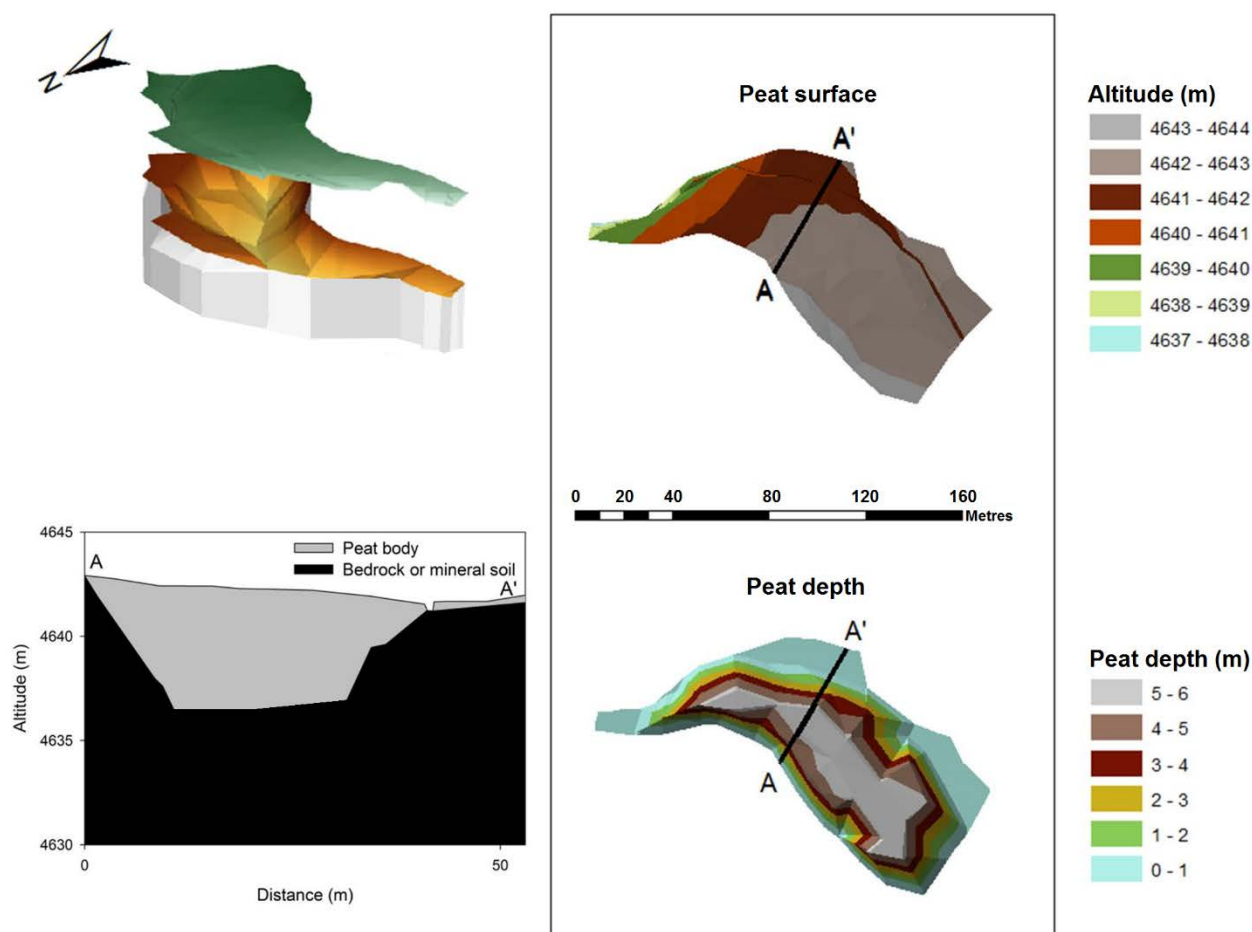 N
Peat surface
A'
A
Altitude (m)
4643 - 4644
4642 - 4643
4641 - 4642
4640 - 4641
4639 - 4640
4638 - 4639
4637 - 4638
0 20 40 80 120 160
Metres
4645
4640
4635
4630
Altitude (m)
A
Peat body
Bedrock or mineral soil
A'
0 50
Distance (m)
Peat depth
A'
A
Peat depth (m)
5 - 6
4 - 5
3 - 4
2 - 3
1 - 2
0 - 1